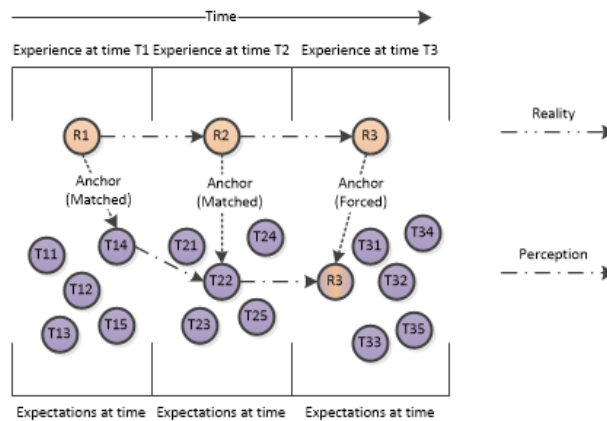 Time
Experience at time T1 Experience at time T2 Experience at time T3
R1 R2 R3
Reality
Anchor
(Matched)
Anchor
(Matched)
Anchor
(Forced)
T11
T14
T12
T13
T15
T21
T24
T22
T23
T25
T31
T34
R3
T32
T33
T35
Perception
Expectations at time Expectations at time Expectations at time